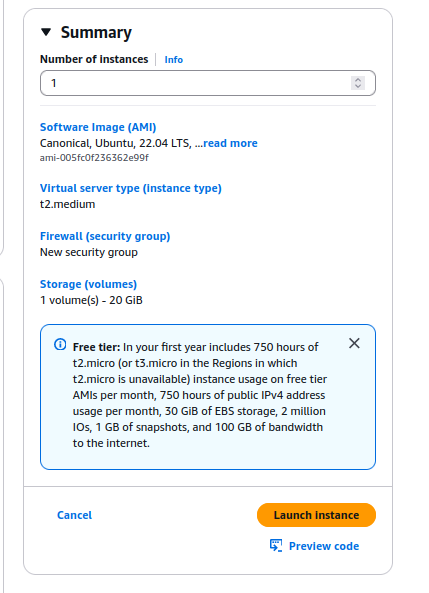 Summary
Number of instances Info
1
Software Image (AMI)
Canonical, Ubuntu, 22.04 LTS, ...read more
ami-005fc0f236362e99f
Virtual server type (instance type)
t2.medium
Firewall (security group)
New security group
Storage (volumes)
1 volume(s) - 20 GiB
Free tier: In your first year includes 750 hours of
t2.micro (or t3.micro in the Regions in which
t2.micro is unavailable) instance usage on free tier
AMIs per month, 750 hours of public IPv4 address
usage per month, 30 GiB of EBS storage, 2 million
IOs, 1 GB of snapshots, and 100 GB of bandwidth
to the internet.
Cancel
Launch instance
Preview code